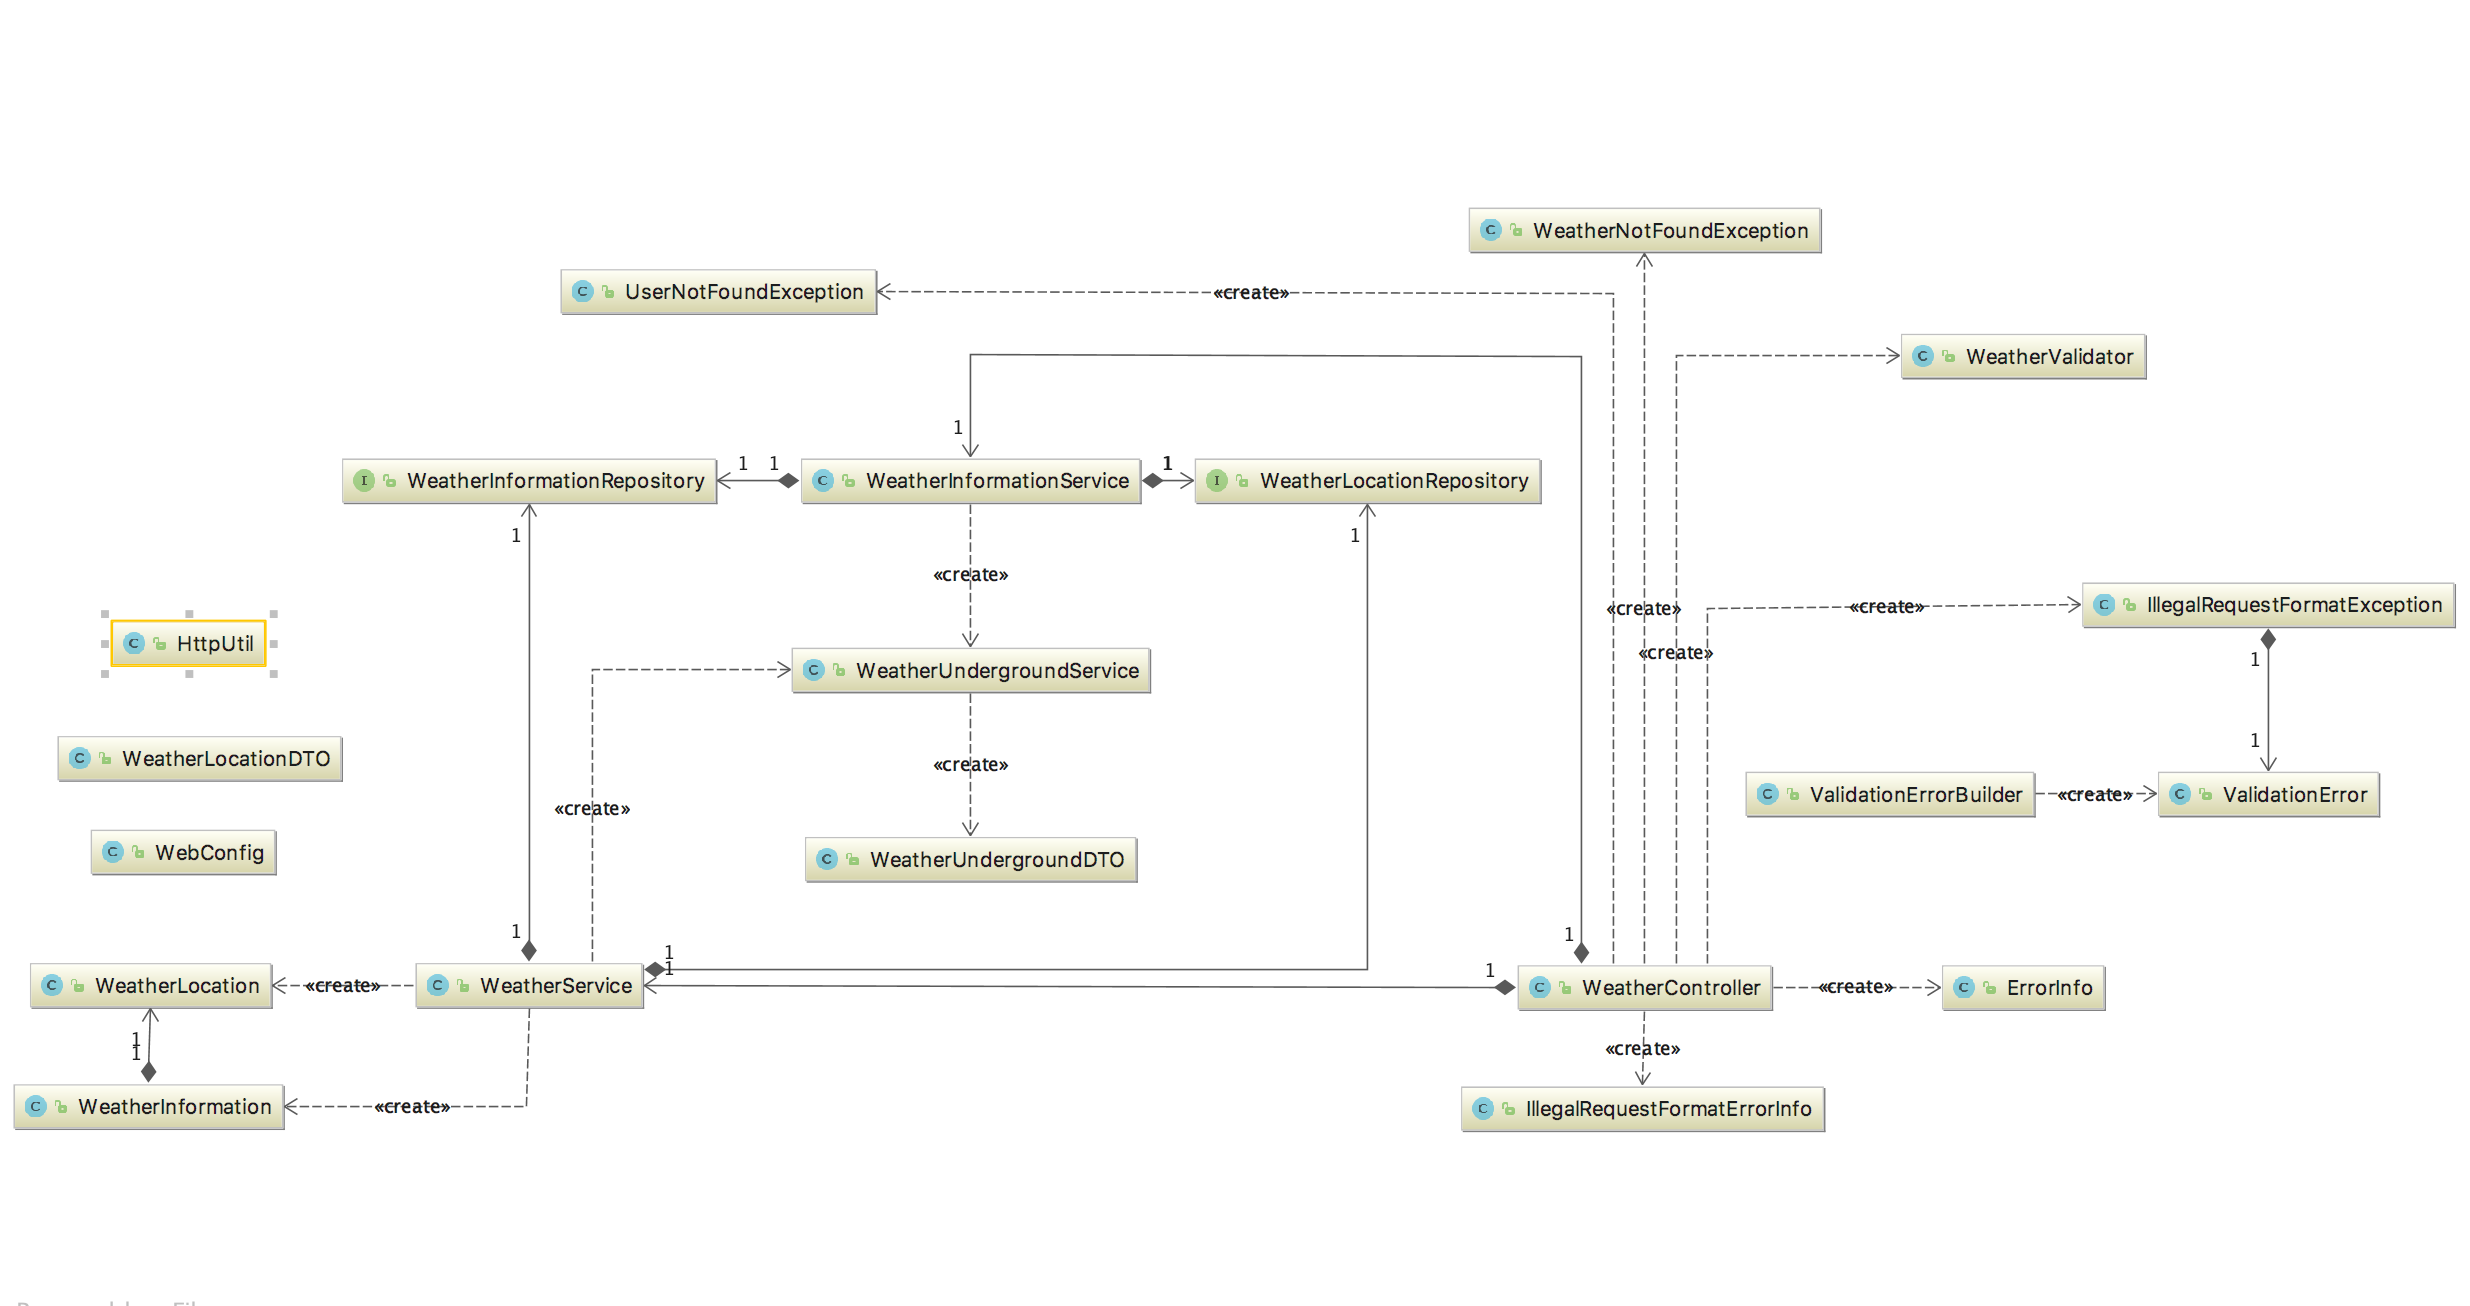 C WeatherNotFoundException
C UserNotFoundException
«create»
C WeatherValidator
1
I WeatherInformationRepository
1 1
C WeatherInformationService
1
I WeatherLocationRepository
1
1
«create»
«create»
«create»
C IllegalRequestFormatException
«create»
C HttpUtil
«create»
1
C WeatherUndergroundService
1
C WeatherLocationDTO
«create»
C ValidationErrorBuilder
«create»
C ValidationError
«create»
C WebConfig
C WeatherUndergroundDTO
1
1
1
1
1
C WeatherLocation
«create»
C WeatherService
C WeatherController
«create»
C ErrorInfo
1
1
«create»
C WeatherInformation
«create»
C IllegalRequestFormatErrorInfo